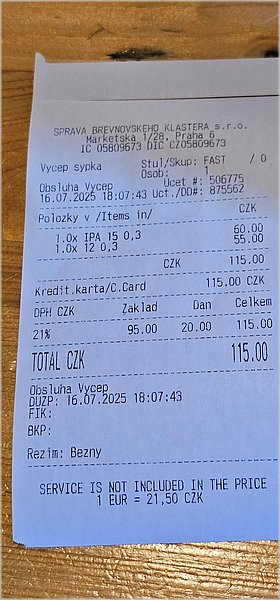 SPRAVA BREVNOVSKEHO KLASTERA s.r.o.
Marketska 1/28, Praha 6
IC 05809673 DIC CZ05809673
Vycep sypka Stul/Skup: FAST / 0
Osob: 1
Obsluha Vycep Ucet #: 506775
16.07.2025 18:07:43 Uct./DD#: 875562
Polozky v /Items in/ CZK
1.0x IPA 15 0,3 60.00
1.0x 12 0,3 55.00
CZK 115.00
Kredit.karta/C.Card 115.00 CZK
DPH CZK Zaklad Dan Celkem
21% 95.00 20.00 115.00
TOTAL CZK 115.00
Obsluha Vycep
DUZP: 16.07.2025 18:07:43
FIK:
BKP:
Rezim: Bezny
SERVICE IS NOT INCLUDED IN THE PRICE
1 EUR = 21,50 CZK